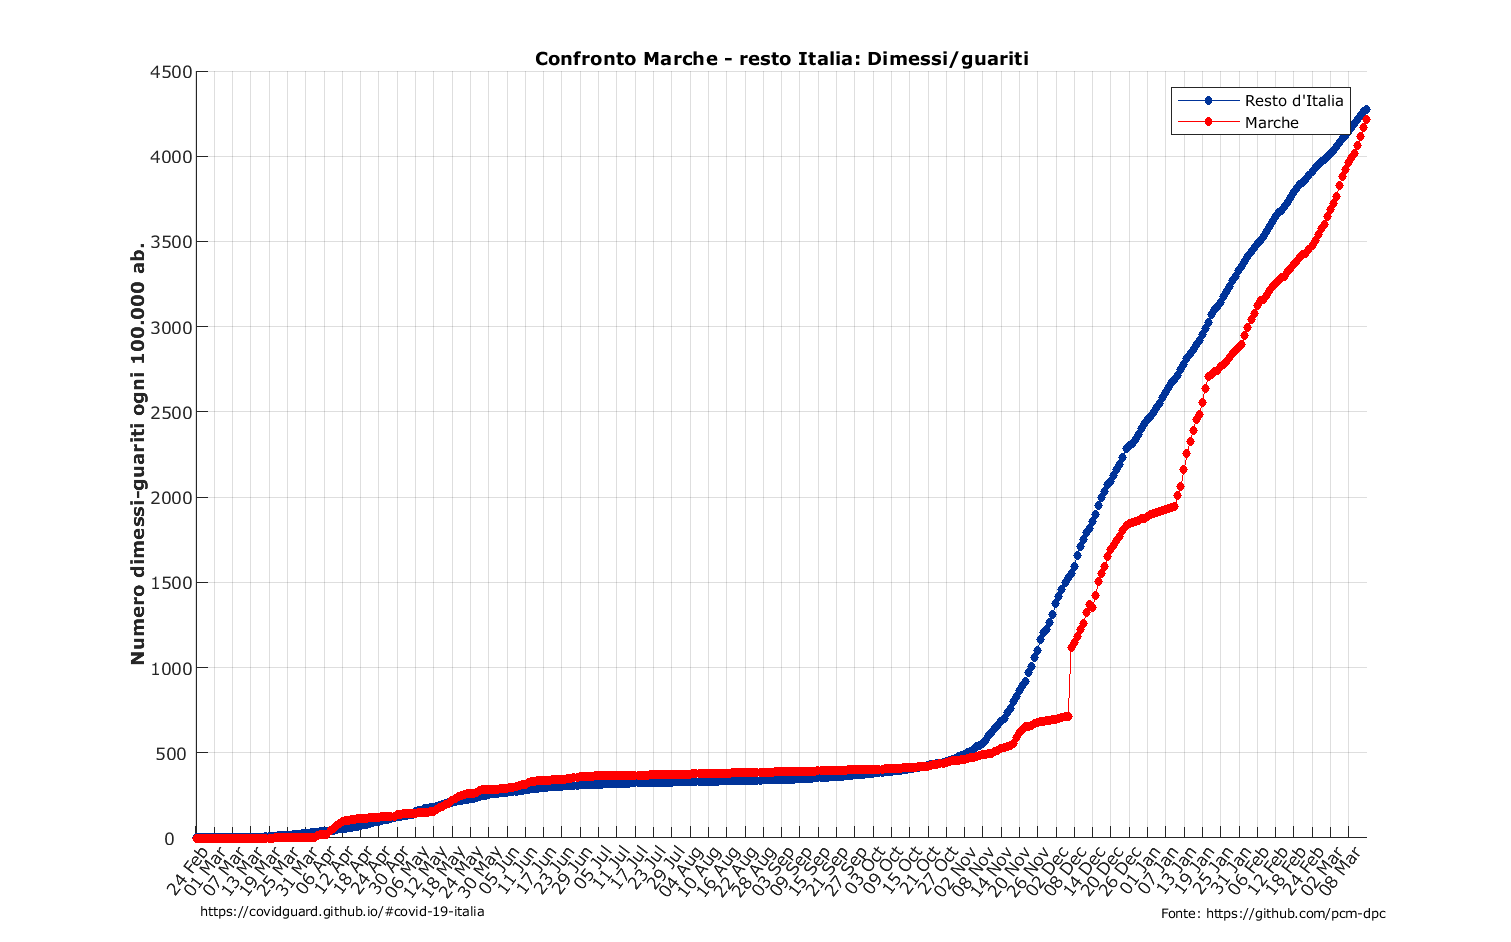 Confronto Marche - resto Italia: Dimessi/guariti
Numero dimessi-guariti ogni 100.000 ab.
4500
4000
3500
3000
2500
2000
1500
1000
500
0
Resto d'Italia
Marche
24 Feb
01 Mar
07 Mar
13 Mar
19 Mar
25 Mar
31 Mar
06 Apr
12 Apr
18 Apr
24 Apr
30 Apr
06 May
12 May
18 May
24 May
30 May
05 Jun
11 Jun
17 Jun
23 Jun
29 Jun
05 Jul
11 Jul
17 Jul
23 Jul
29 Jul
04 Aug
10 Aug
16 Aug
22 Aug
28 Aug
03 Sep
09 Sep
15 Sep
21 Sep
27 Sep
03 Oct
09 Oct
15 Oct
21 Oct
27 Oct
02 Nov
08 Nov
14 Nov
20 Nov
26 Nov
02 Dec
08 Dec
14 Dec
20 Dec
26 Dec
01 Jan
07 Jan
13 Jan
19 Jan
25 Jan
31 Jan
06 Feb
12 Feb
18 Feb
24 Feb
02 Mar
08 Mar
https://covidguard.github.io/#covid-19-italia
Fonte: https://github.com/pcm-dpc